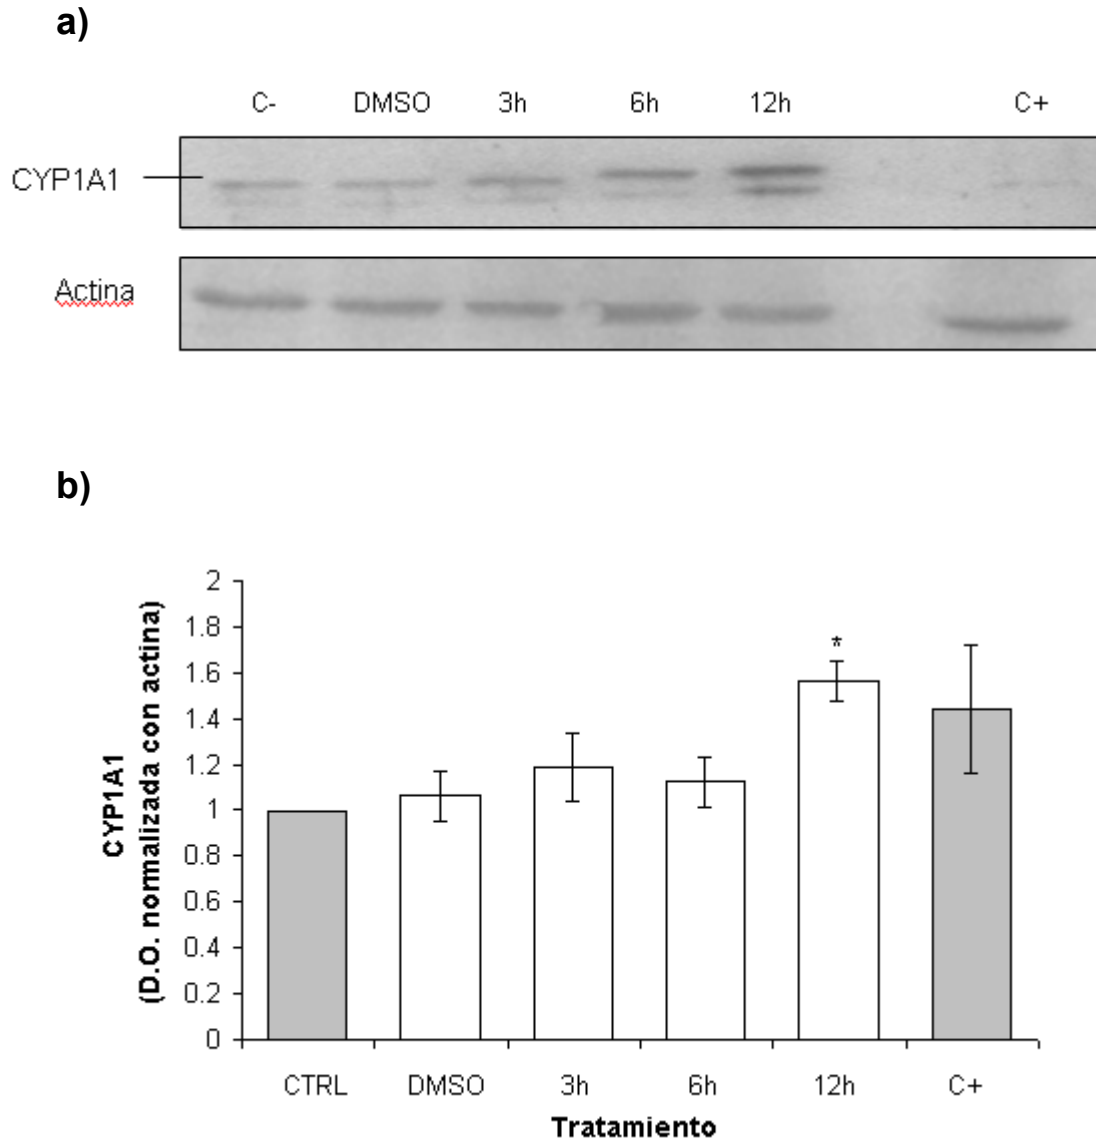 a)
C- DMSO 3h 6h 12h C+
CYP1A1
Actina
b)
CYP1A1
(D.O. normalizada con actina)
2
1.8
1.6
1.4
1.2
1
0.8
0.6
0.4
0.2
0
*
CTRL DMSO 3h 6h 12h C+
Tratamiento